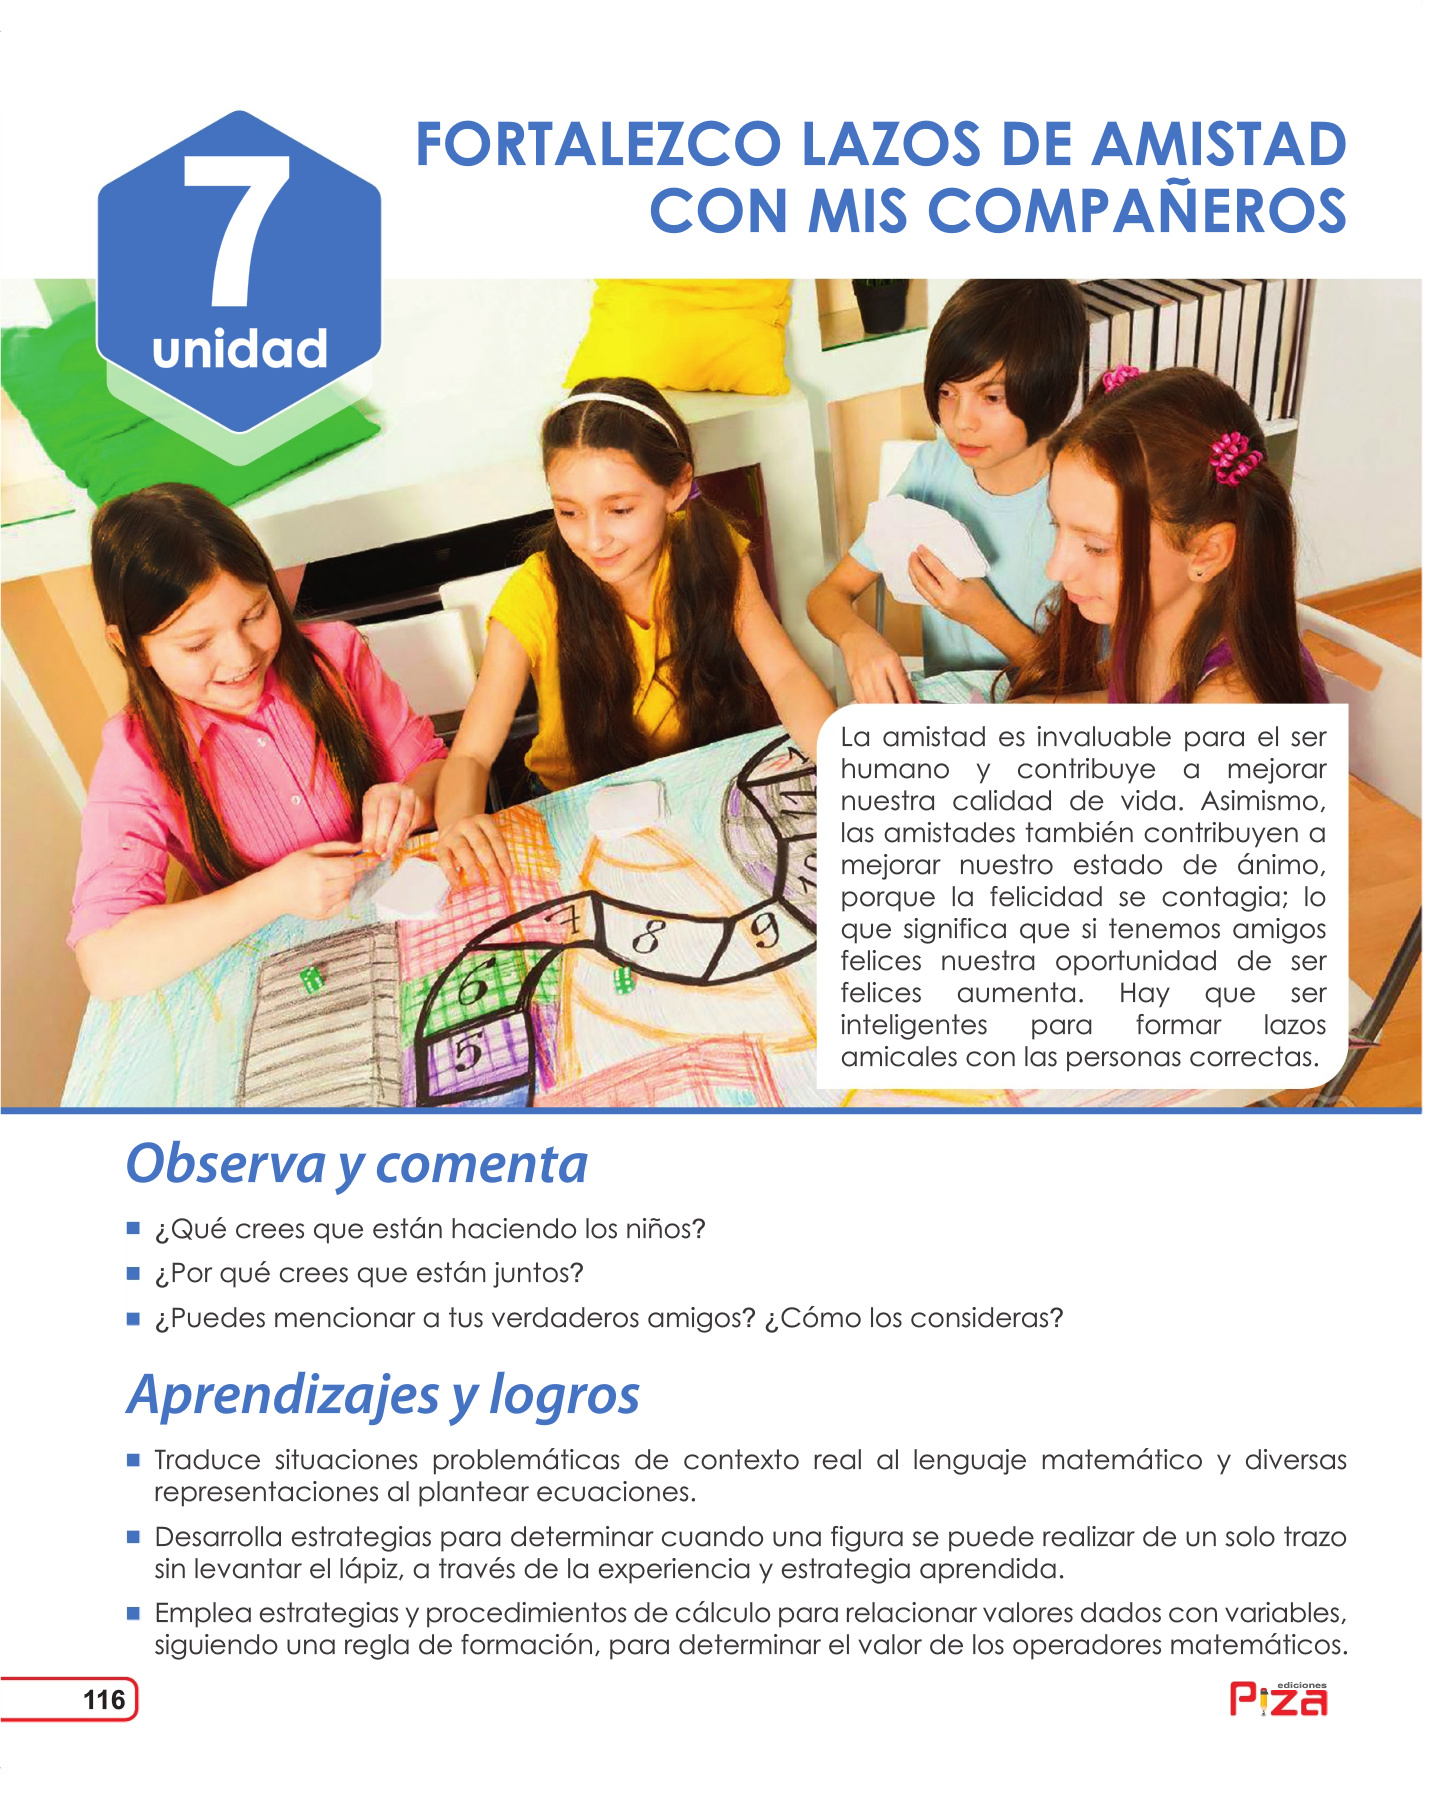 7
unidad
FORTALEZCO LAZOS DE AMISTAD
CON MIS COMPAÑEROS
La amistad es invaluable para el ser
humano y contribuye a mejorar
nuestra calidad de vida. Asimismo,
las amistades también contribuyen a
mejorar nuestro estado de ánimo,
porque la felicidad se contagia; lo
que significa que si tenemos amigos
felices nuestra oportunidad de ser
felices aumenta. Hay que ser
inteligentes para formar lazos
amicales con las personas correctas.
11
10
9
8
7
6
5
Observa y comenta
¿Qué crees que están haciendo los niños?
¿Por qué crees que están juntos?
¿Puedes mencionar a tus verdaderos amigos? ¿Cómo los consideras?
Aprendizajes y logros
Traduce situaciones problemáticas de contexto real al lenguaje matemático y diversas
representaciones al plantear ecuaciones.
Desarrolla estrategias para determinar cuando una figura se puede realizar de un solo trazo
sin levantar el lápiz, a través de la experiencia y estrategia aprendida.
Emplea estrategias y procedimientos de cálculo para relacionar valores dados con variables,
siguiendo una regla de formación, para determinar el valor de los operadores matemáticos.
116
ediciones
Piza